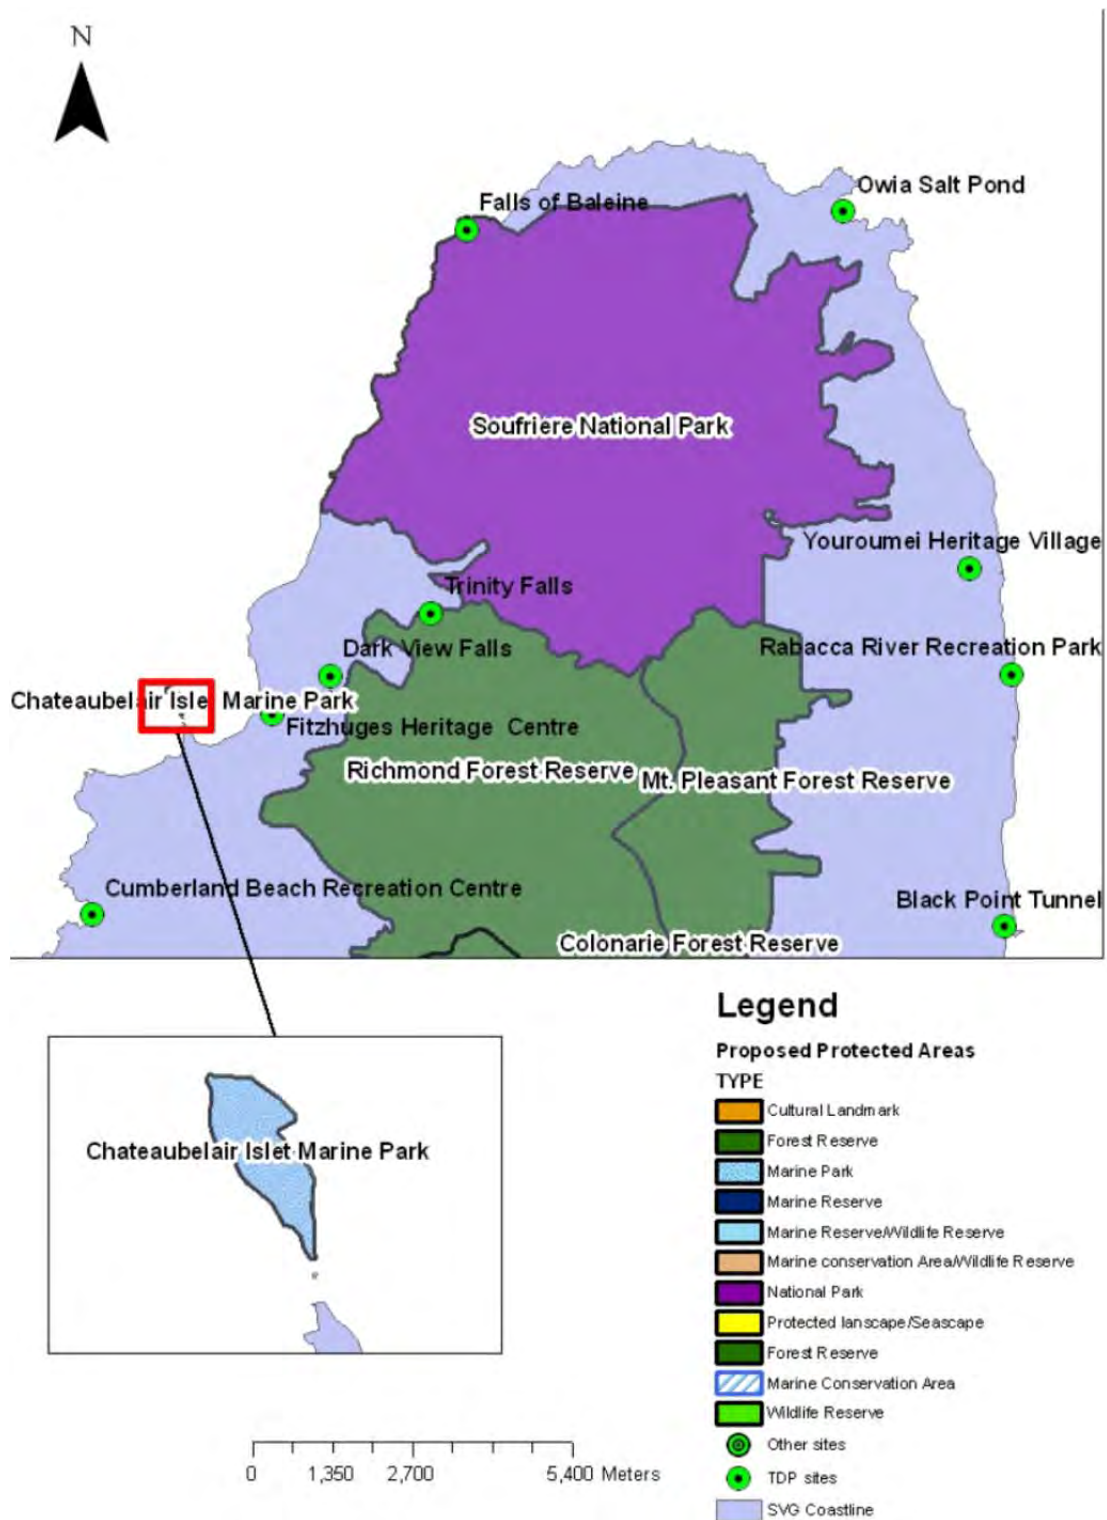 N
Owia Salt Pond
Falls of Baleine
Soufriere National Park
Youroumei Heritage Village
Trinity Falls
Dark View Falls
Rabacca River Recreation Park
Chateaubelair Islet Marine Park
Fitzhuges Heritage Centre
Richmond Forest Reserve
Mt. Pleasant Forest Reserve
Cumberland Beach Recreation Centre
Black Point Tunnel
Colonarie Forest Reserve
Chateaubelair Islet Marine Park
Legend
Proposed Protected Areas
TYPE
Cultural Landmark
Forest Reserve
Marine Park
Marine Reserve
Marine Reserve/Wildlife Reserve
Marine conservation Area/Wildlife Reserve
National Park
Protected lanscape/Seascape
Forest Reserve
Marine Conservation Area
Wildlife Reserve
Other sites
TDP sites
SVG Coastline
0 1,350 2,700 5,400 Meters